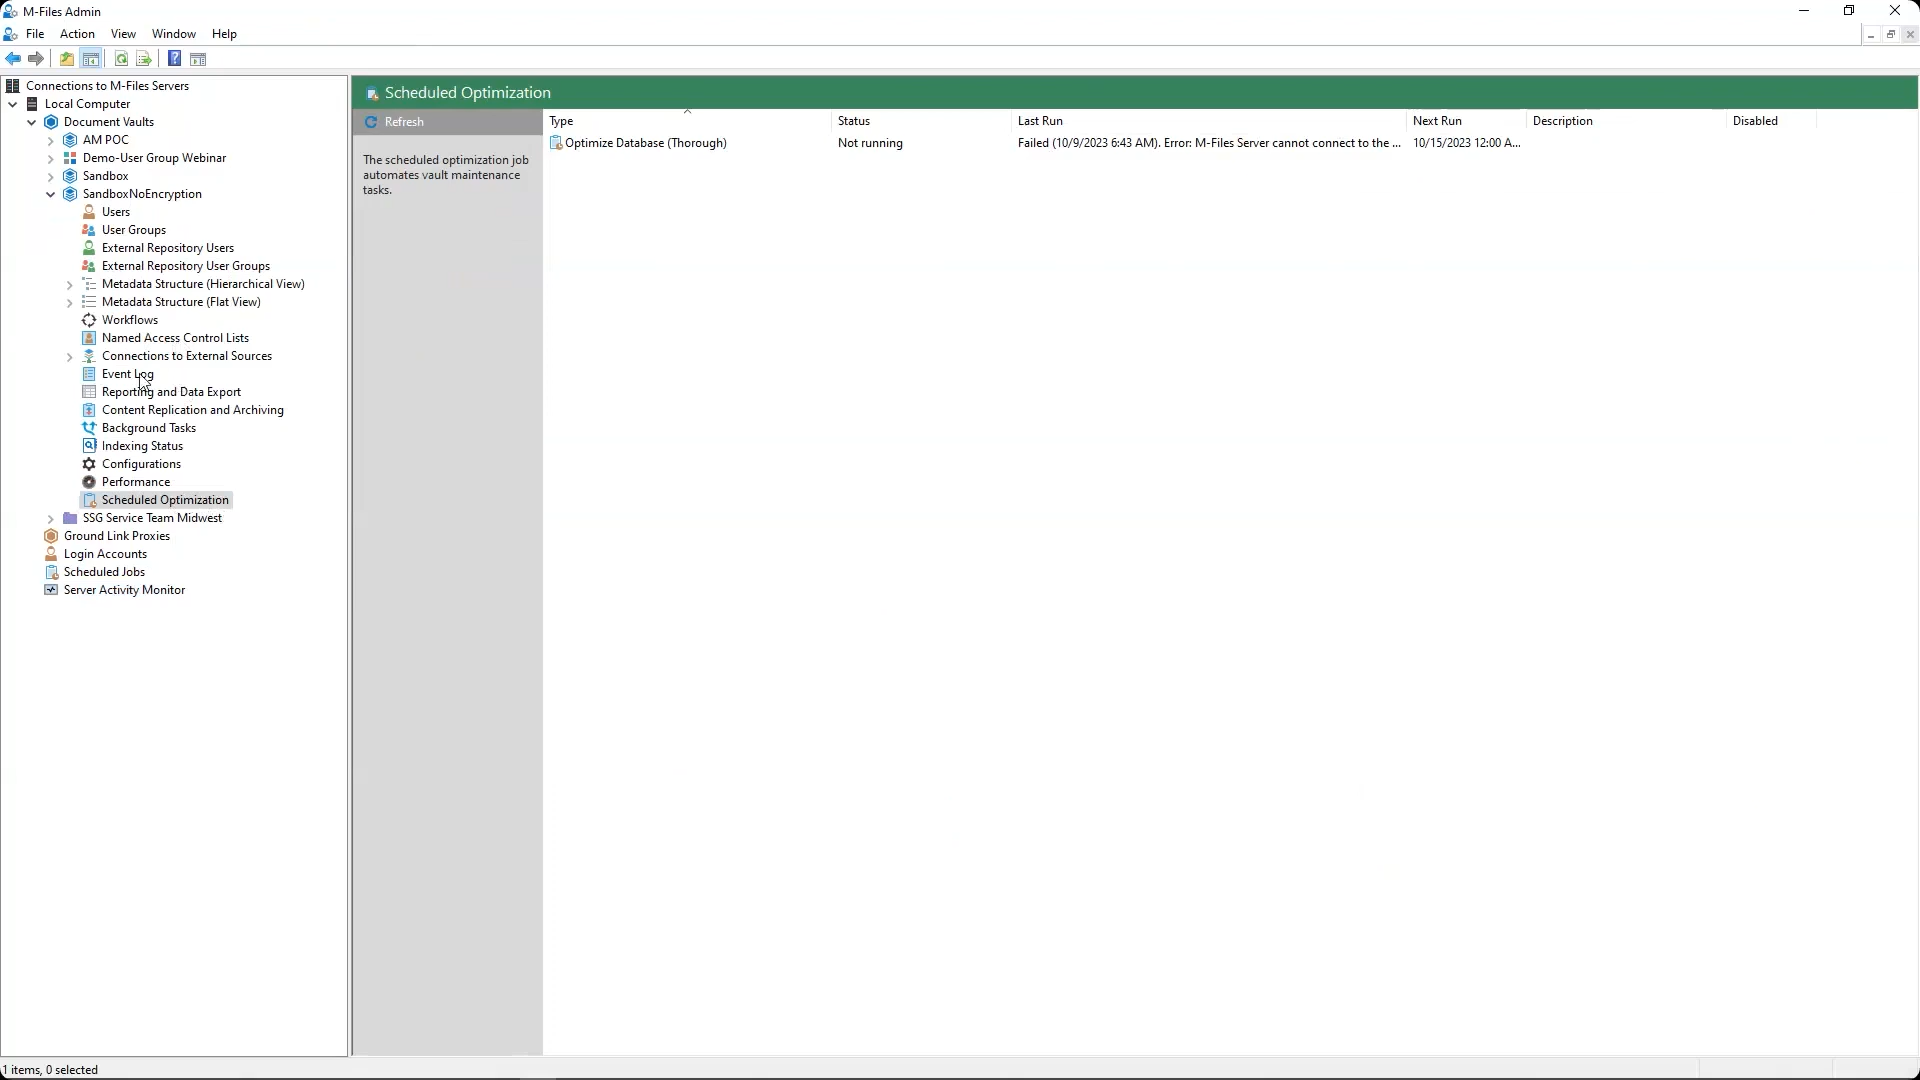 M-Files Admin
File Action View Window Help
Connections to M-Files Servers
Local Computer
Document Vaults
AM POC
Demo-User Group Webinar
Sandbox
SandboxNoEncryption
Users
User Groups
External Repository Users
External Repository User Groups
Metadata Structure (Hierarchical View)
Metadata Structure (Flat View)
Workflows
Named Access Control Lists
Connections to External Sources
Event Log
Reporting and Data Export
Content Replication and Archiving
Background Tasks
Indexing Status
Configurations
Performance
Scheduled Optimization
SSG Service Team Midwest
Ground Link Proxies
Login Accounts
Scheduled Jobs
Server Activity Monitor
Scheduled Optimization
Refresh
The scheduled optimization job
automates vault maintenance
tasks.
Type Status Last Run Next Run Description Disabled
Optimize Database (Thorough) Not running Failed (10/9/2023 6:43 AM). Error: M-Files Server cannot connect to the ... 10/15/2023 12:00 A...
1 items, 0 selected